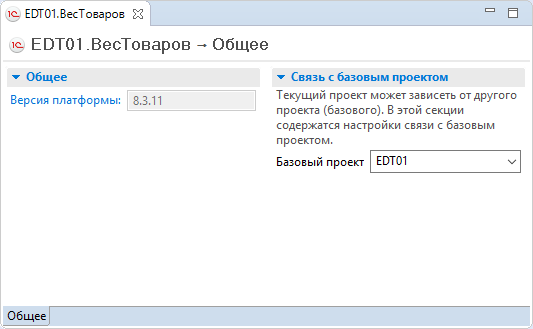 EDT01.ВесТоваров
EDT01.ВесТоваров → Общее
Общее
Версия платформы: 8.3.11
Связь с базовым проектом
Текущий проект может зависеть от другого
проекта (базового). В этой секции
содержатся настройки связи с базовым
проектом.
Базовый проект EDT01
Общее